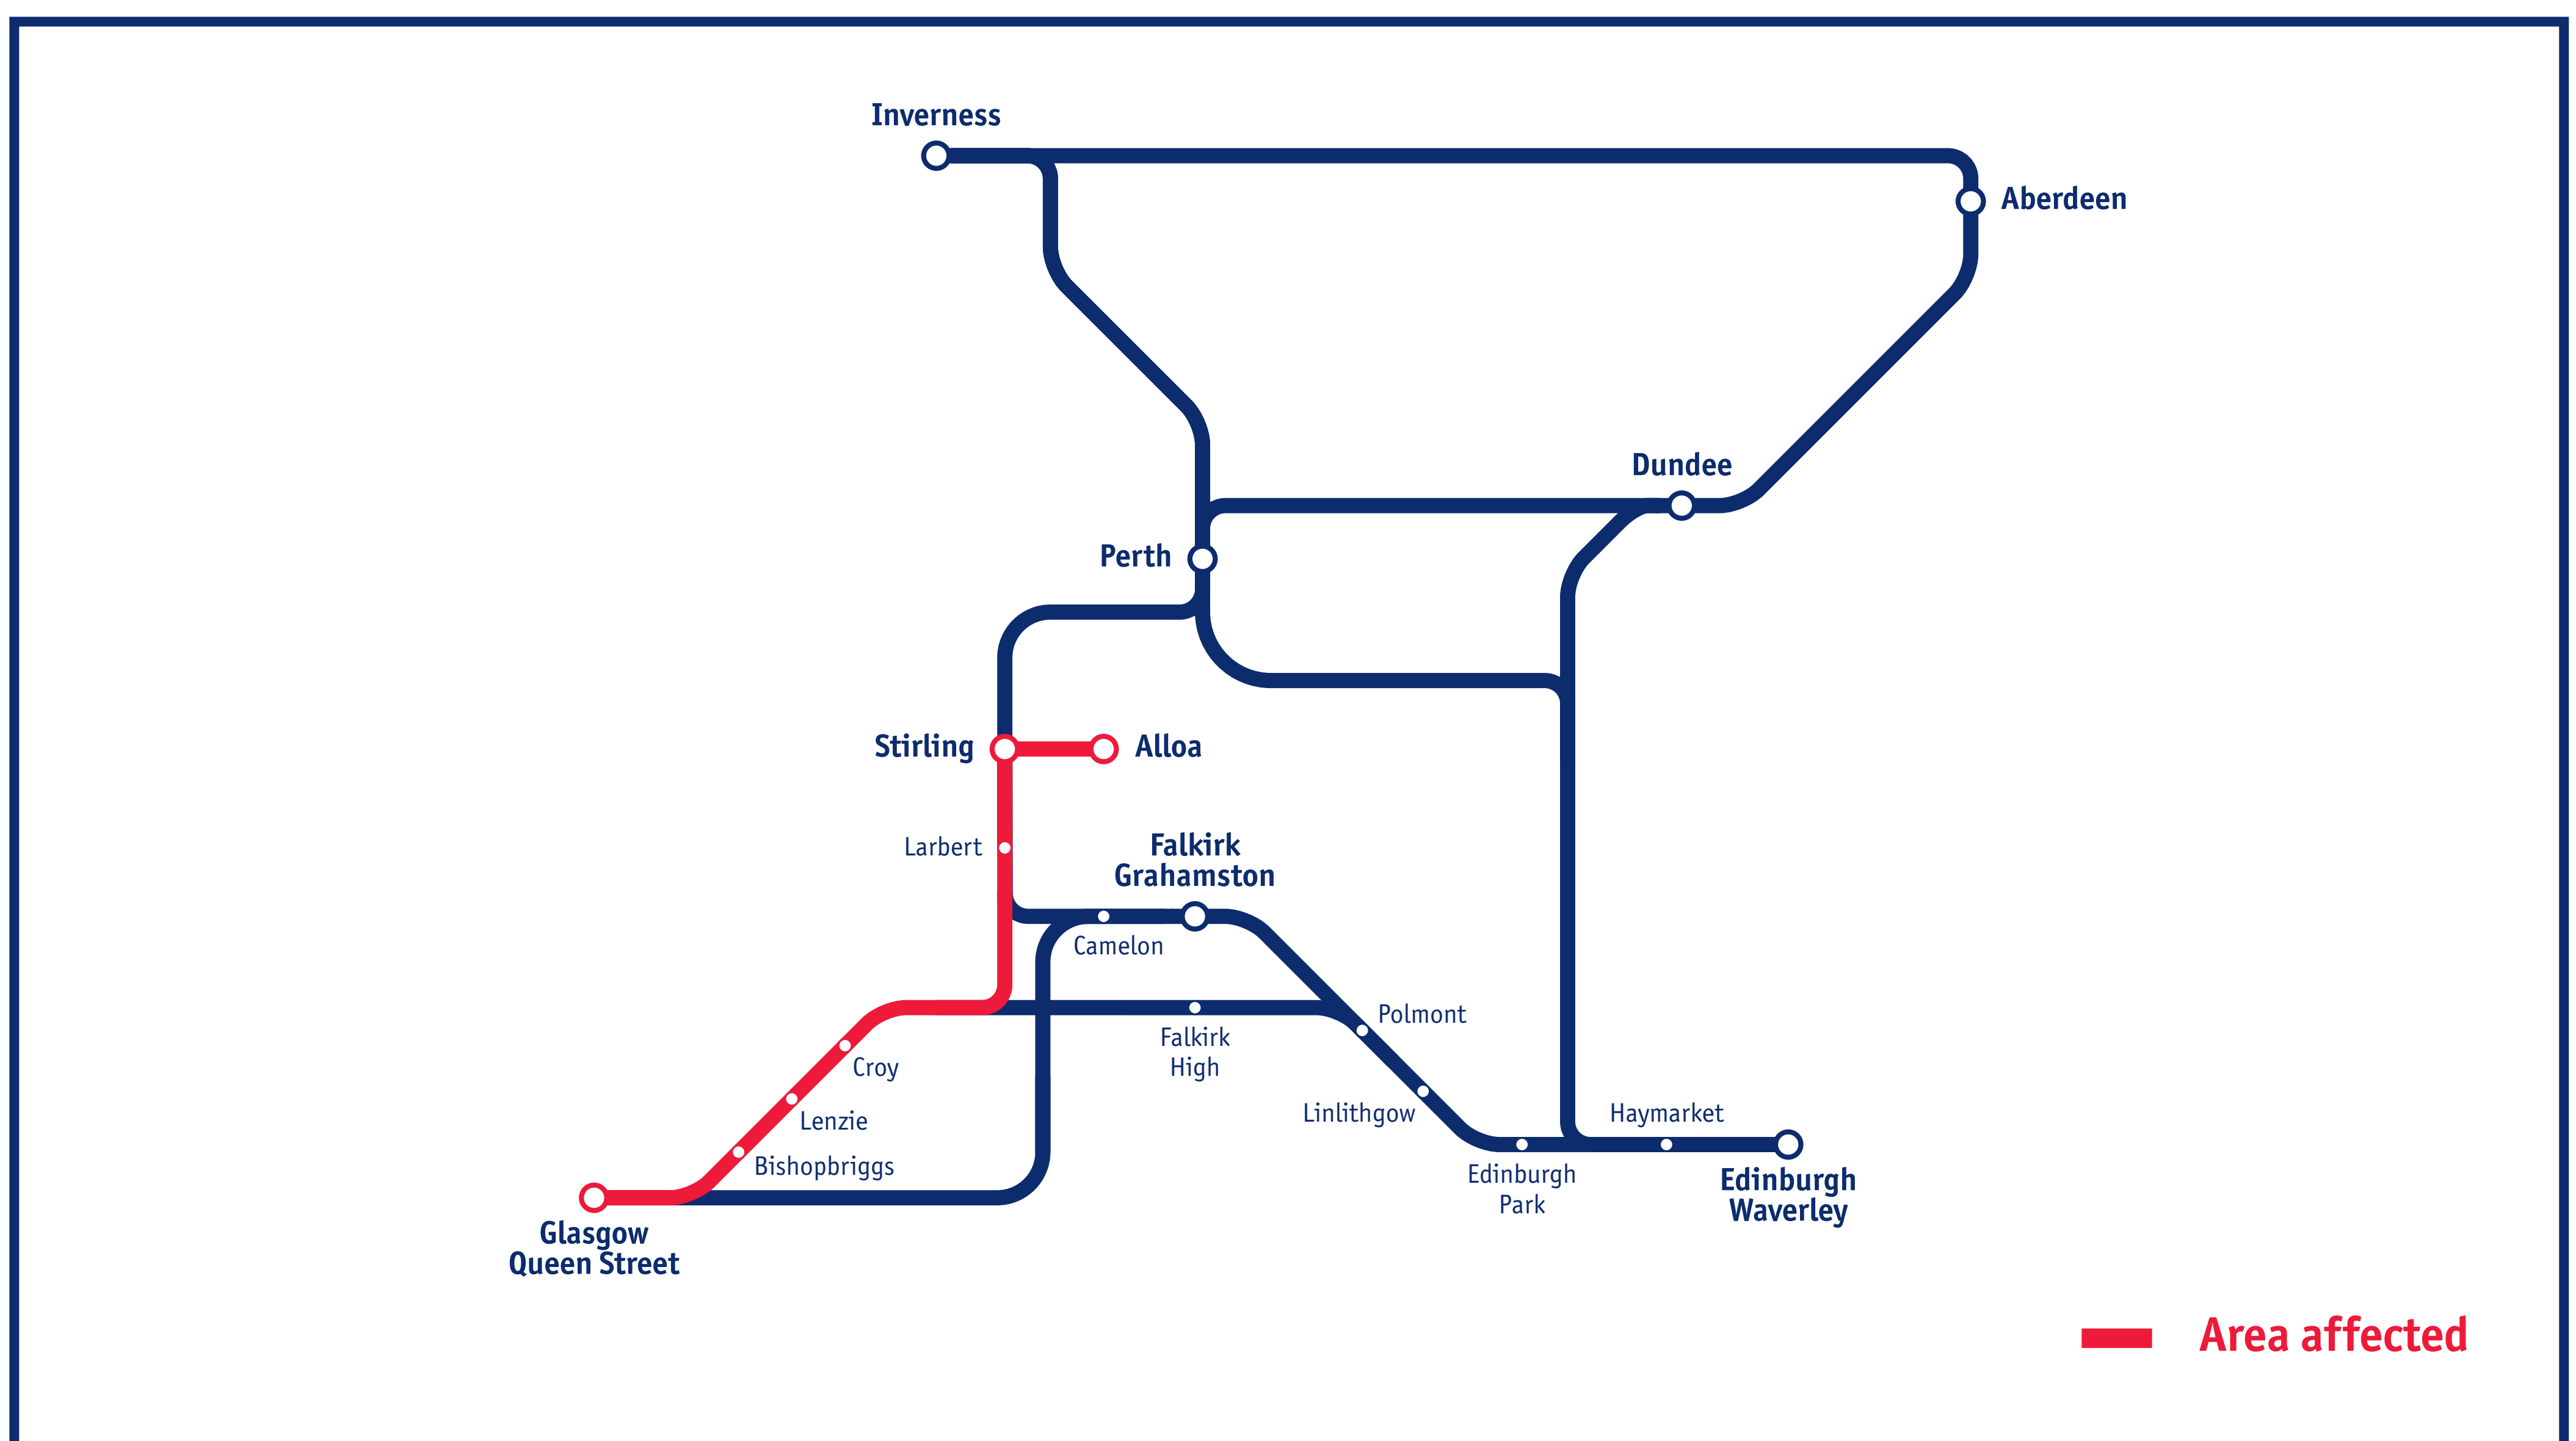 Inverness
Aberdeen
Dundee
Perth
Stirling
Alloa
Larbert
Falkirk
Grahamston
Camelon
Polmont
Falkirk
High
Croy
Linlithgow
Haymarket
Lenzie
Bishopbriggs
Edinburgh
Park
Edinburgh
Waverley
Glasgow
Queen Street
Area affected